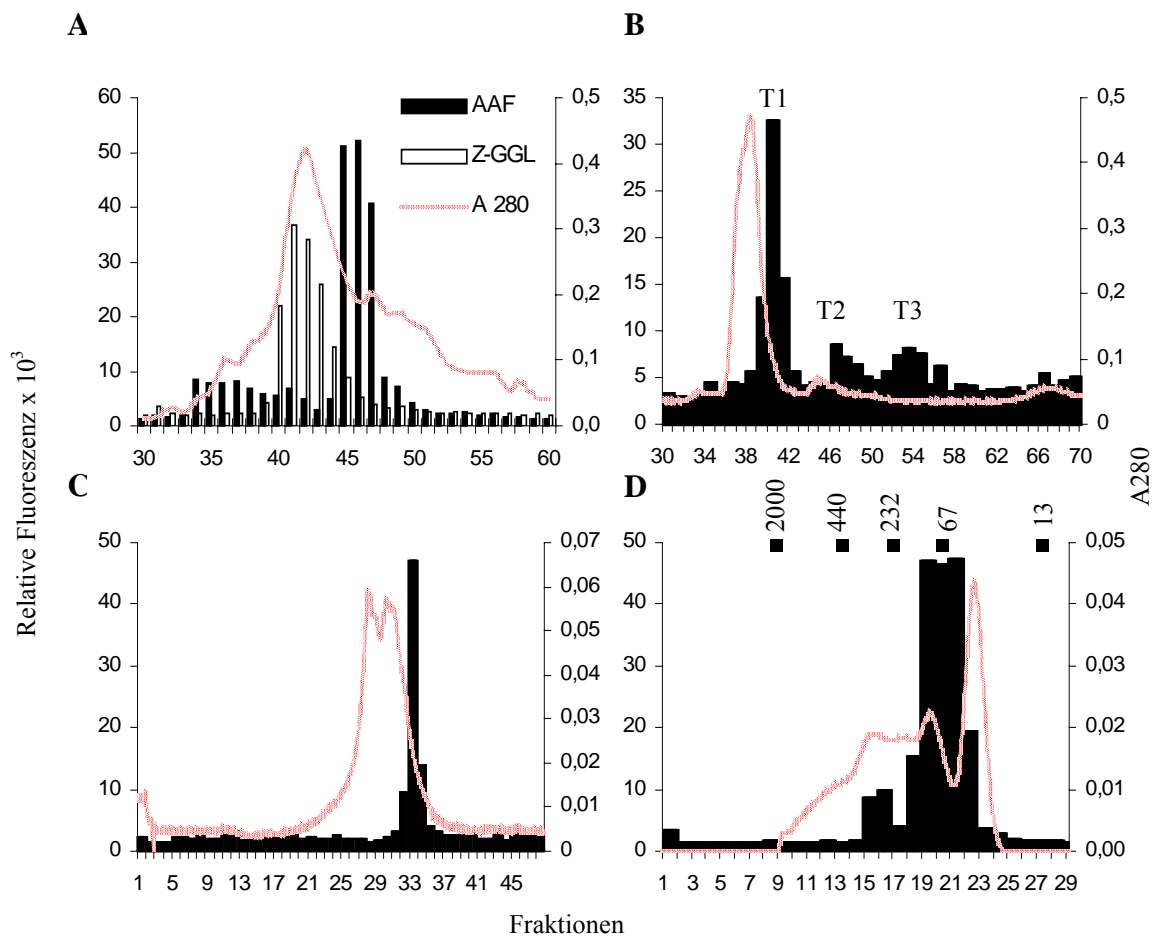 A
B
60
50
40
30
20
10
0
0,5
0,4
0,3
0,2
0,1
0,0
AAF
Z-GGL
A 280
30 35 40 45 50 55 60
35
30
25
20
15
10
5
0
T1
T2
T3
0,5
0,4
0,3
0,2
0,1
0
30 34 38 42 46 50 54 58 62 66 70
Relative Fluoreszenz x 10³
A280
C
50
40
30
20
10
0
0,07
0,06
0,05
0,04
0,03
0,02
0,01
0
1 5 9 13 17 21 25 29 33 37 41 45
D
2000 440 232 67 13
50
40
30
20
10
0
0,05
0,04
0,03
0,02
0,01
0,00
1 3 5 7 9 11 13 15 17 19 21 23 25 27 29
Fraktionen